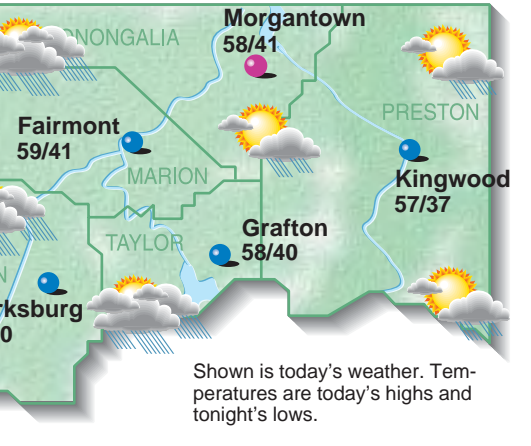 Morgantown
58/41
NONGALIA
PRESTON
Fairmont
59/41
MARION
Kingwood
57/37
Grafton
58/40
TAYLOR
N
rksburg
0
Shown is today's weather. Tem-
peratures are today's highs and
tonight's lows.